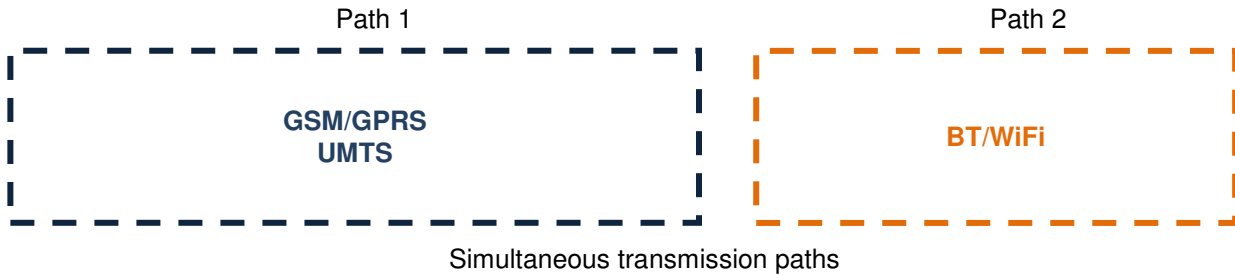 Path 1
Path 2
GSM/GPRS
UMTS
BT/WiFi
Simultaneous transmission paths